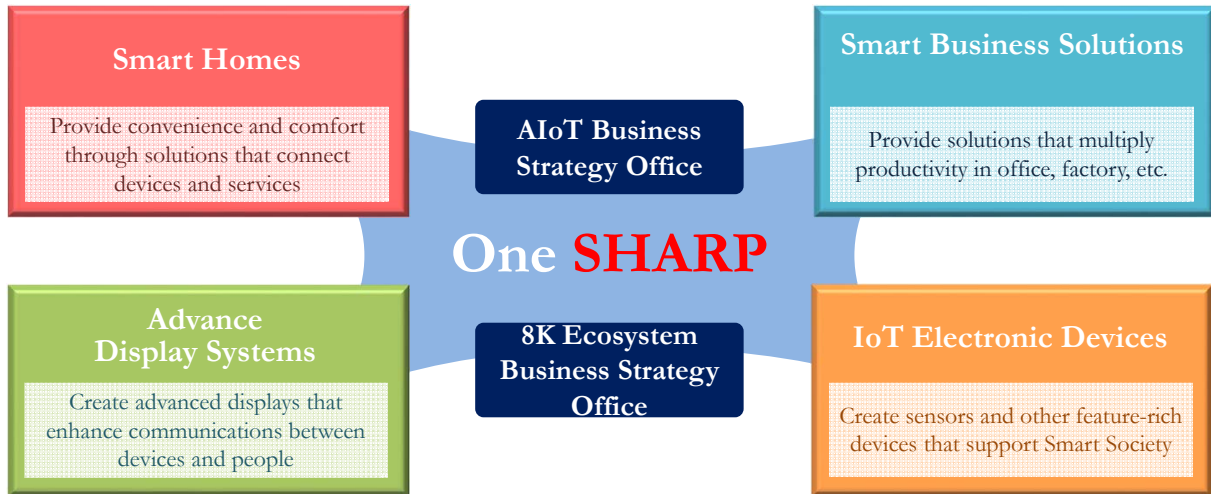 Smart Homes
Provide convenience and comfort
through solutions that connect
devices and services
Smart Business Solutions
Provide solutions that multiply
productivity in office, factory, etc.
AIoT Business
Strategy Office
One SHARP
8K Ecosystem
Business Strategy
Office
Advance
Display Systems
Create advanced displays that
enhance communications between
devices and people
IoT Electronic Devices
Create sensors and other feature-rich
devices that support Smart Society